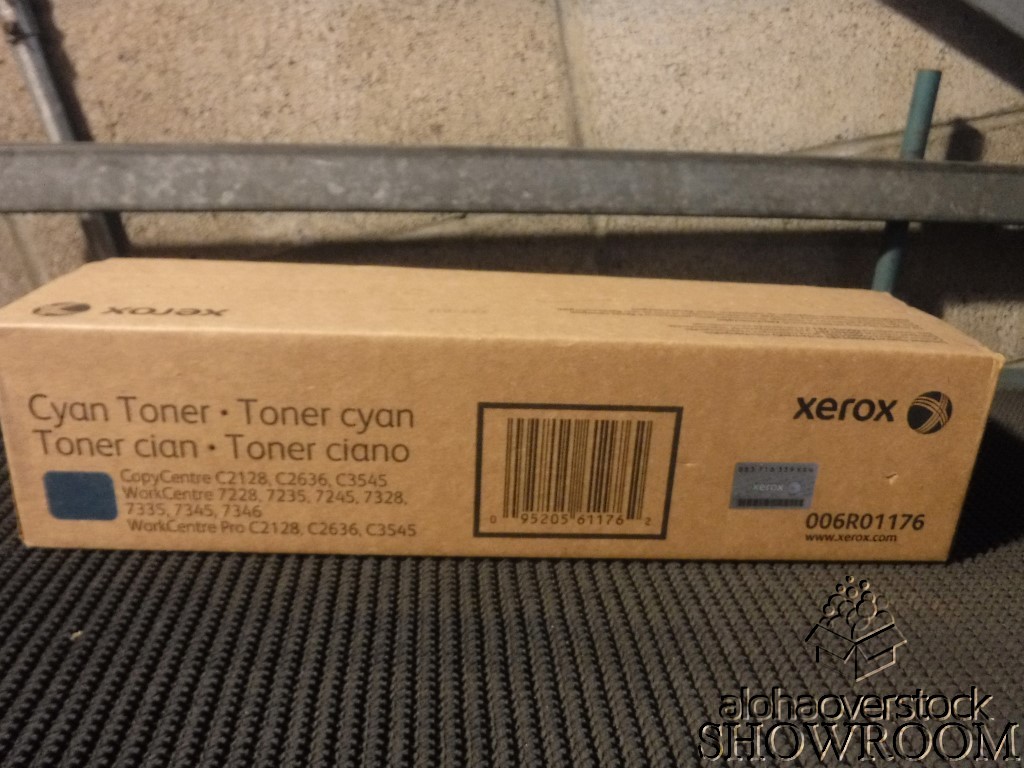 xerox
Cyan Toner • Toner cyan
Toner cian • Toner ciano
CopyCentre C2128, C2636, C3545
WorkCentre 7228, 7235, 7245, 7328,
7335, 7345, 7346
WorkCentre Pro C2128, C2636, C3545
0 95205 61176 2
xerox
xerox
006R01176
www.xerox.com
alohaoverstock
SHOWROOM